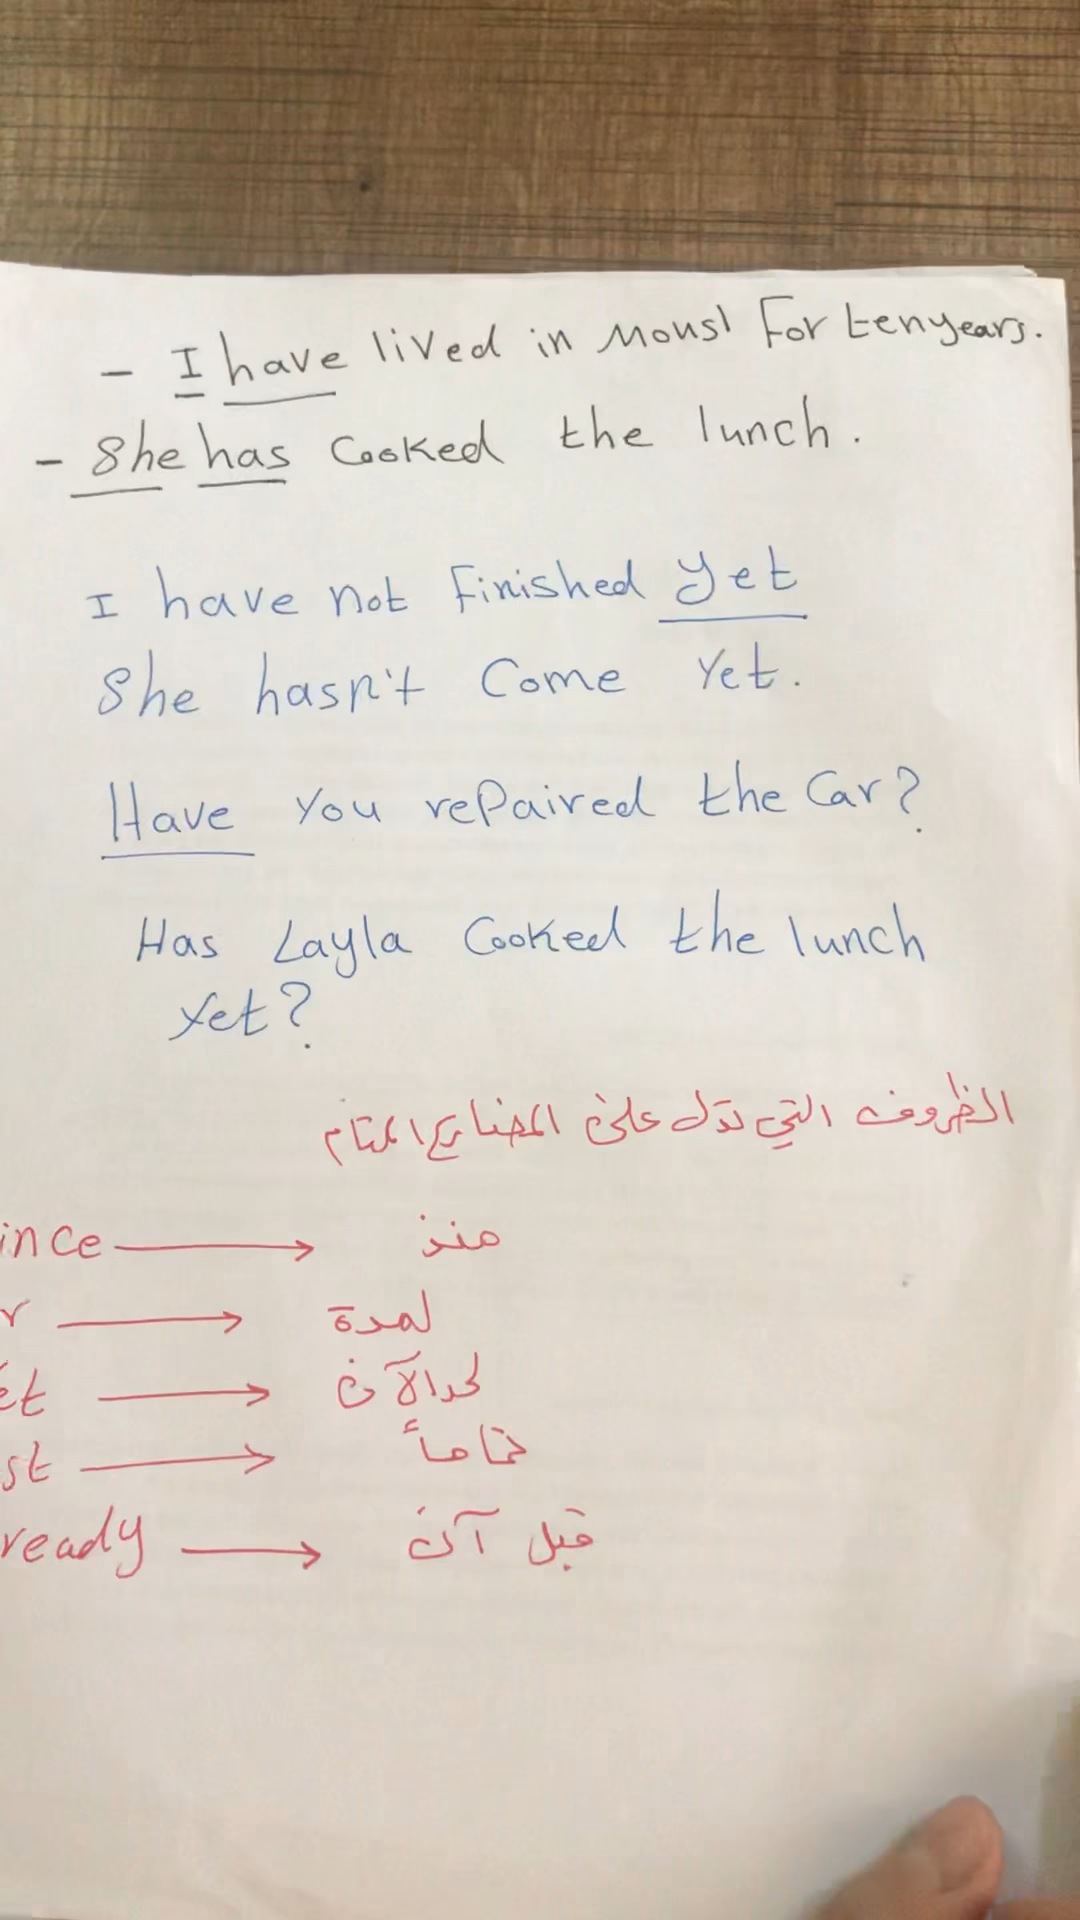 - I have lived in Mousl For ten years.
- She has Cooked the lunch.
I have not Finished yet
She hasn't Come Yet.
Have You rePaired the Car?
Has Layla Cooked the lunch
Yet?
الظروف التي تدل على المضارع التام
ince → منذ
r → لمدة
et → لحد الآن
st → تماماً
ready → قبل آن